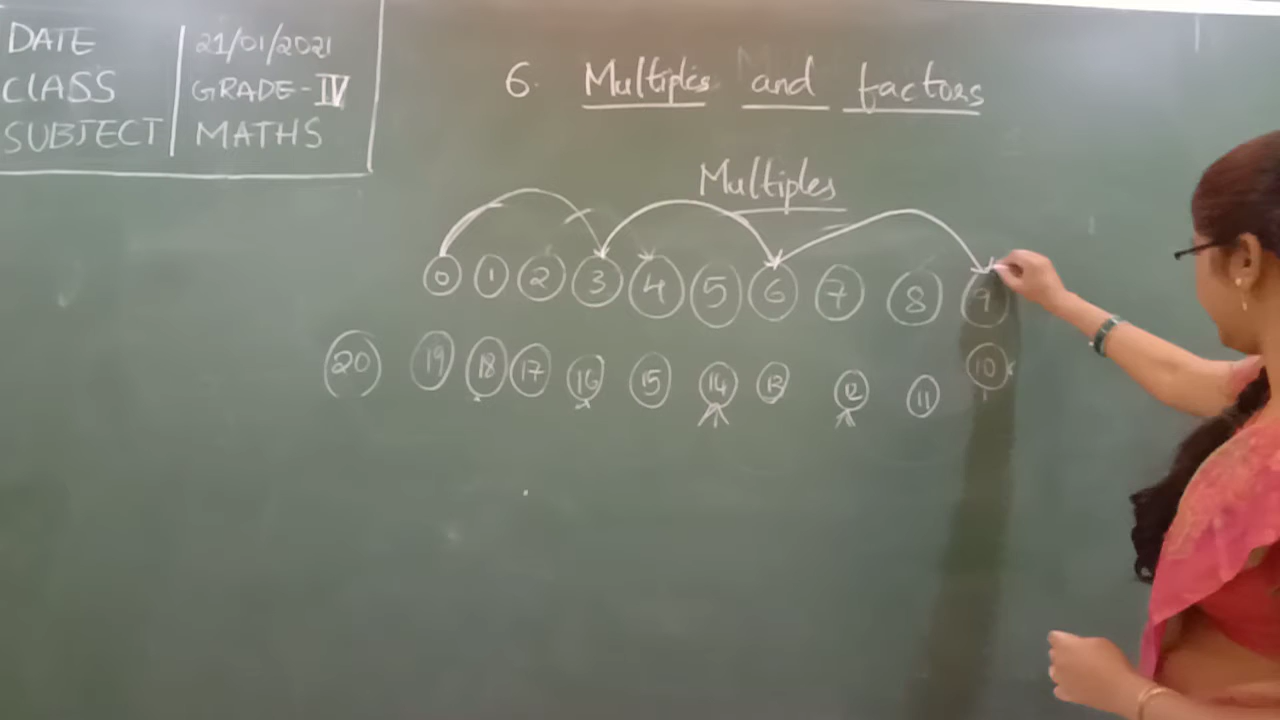 DATE 21/01/2021
CLASS GRADE-IV
SUBJECT MATHS
6. Multiples and factors
Multiples
0 1 2 3 4 5 6 7 8 9
20 19 18 17 16 15 14 13 12 11 10